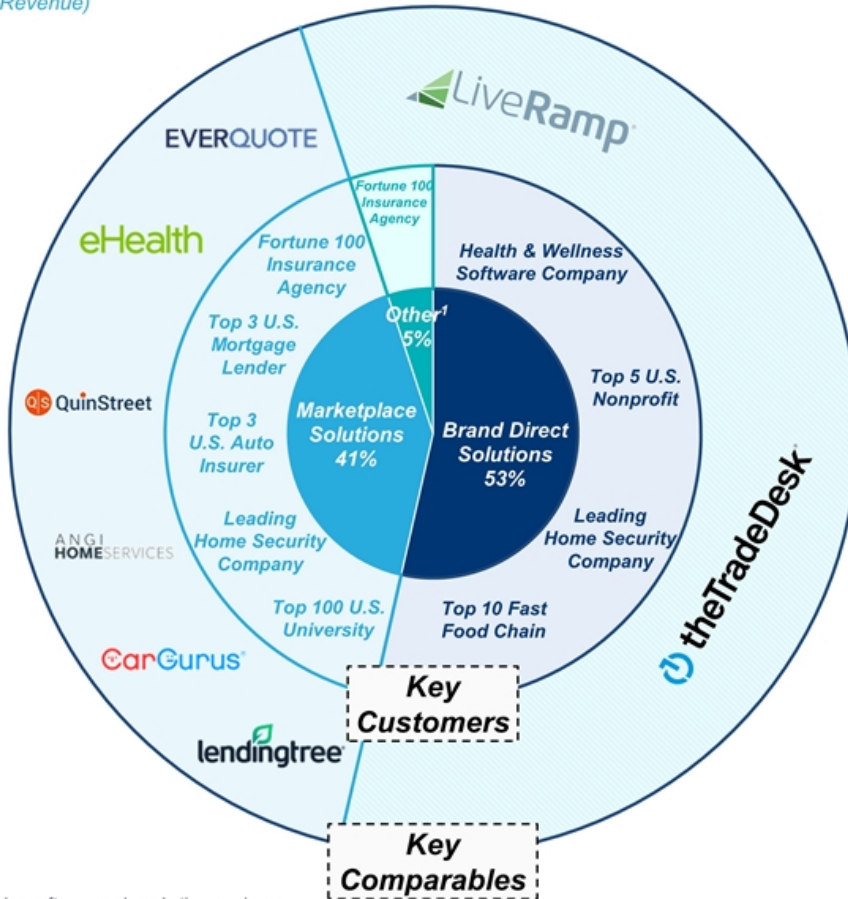 Revenue)
LiveRamp
EVERQUOTE
eHealth
QS QuinStreet
ANGI
HOMESERVICES
CarGurus®
lendingtree®
theTradeDesk
Fortune 100
Insurance
Agency
Health & Wellness
Software Company
Top 5 U.S.
Nonprofit
Leading
Home Security
Company
Top 10 Fast
Food Chain
Fortune 100
Insurance
Agency
Top 3 U.S.
Mortgage
Lender
Top 3
U.S. Auto
Insurer
Leading
Home Security
Company
Top 100 U.S.
University
Other¹
5%
Marketplace
Solutions
41%
Brand Direct
Solutions
53%
Key
Customers
Key
Comparables